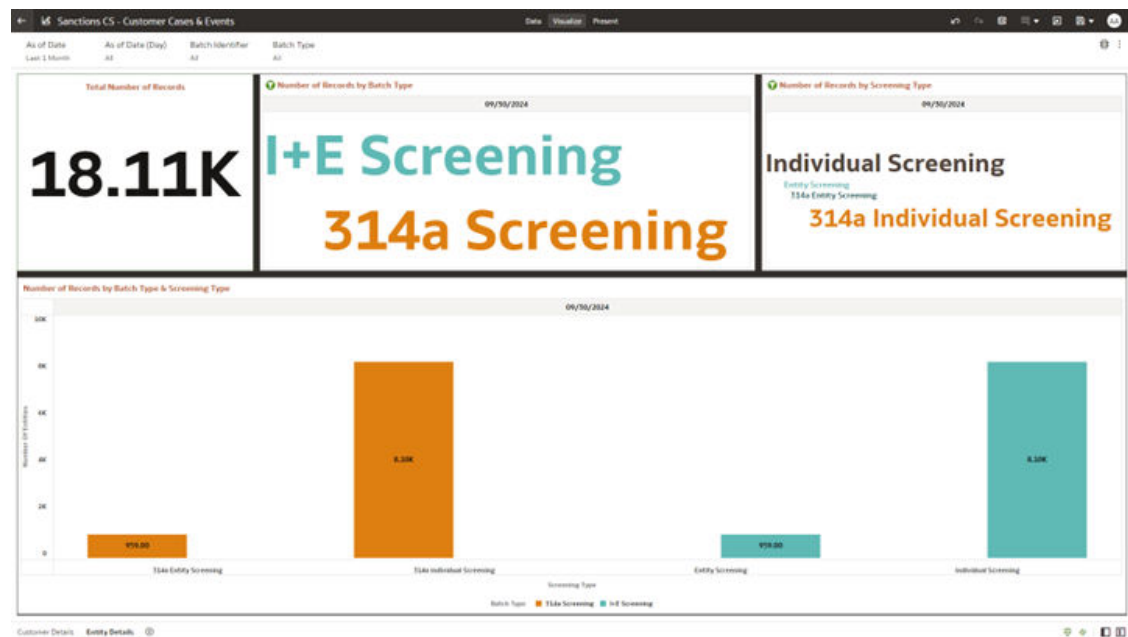 Sanctions CS - Customer Cases & Events
Data Visualize Present
AA
As of Date As of Date (Day) Batch Identifier Batch Type
Last 1 Month All All All
Total Number of Records
18.11K
Number of Records by Batch Type
09/30/2024
I+E Screening
314a Screening
Number of Records by Screening Type
09/30/2024
Individual Screening
Entity Screening
314a Entity Screening
314a Individual Screening
Number of Records by Batch Type & Screening Type
09/30/2024
Number Of Entities
10K
8K
6K
4K
2K
0
959.00
8.10K
959.00
8.10K
314a Entity Screening
314a Individual Screening
Entity Screening
Individual Screening
Screening Type
Batch Type 314a Screening I+E Screening
Customer Details Entity Details